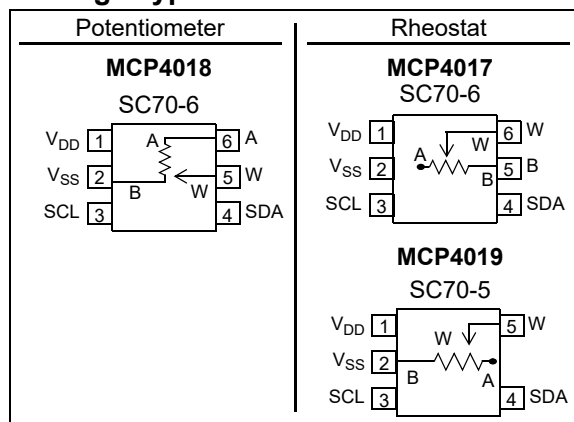 Potentiometer
MCP4018
SC70-6
VDD 1
A
6 A
VSS 2
B
W
5 W
SCL 3
4 SDA
Rheostat
MCP4017
SC70-6
VDD 1
6 W
W
VSS 2
A
B
5 B
SCL 3
4 SDA
MCP4019
SC70-5
VDD 1
W
5 W
VSS 2
B
A
SCL 3
4 SDA